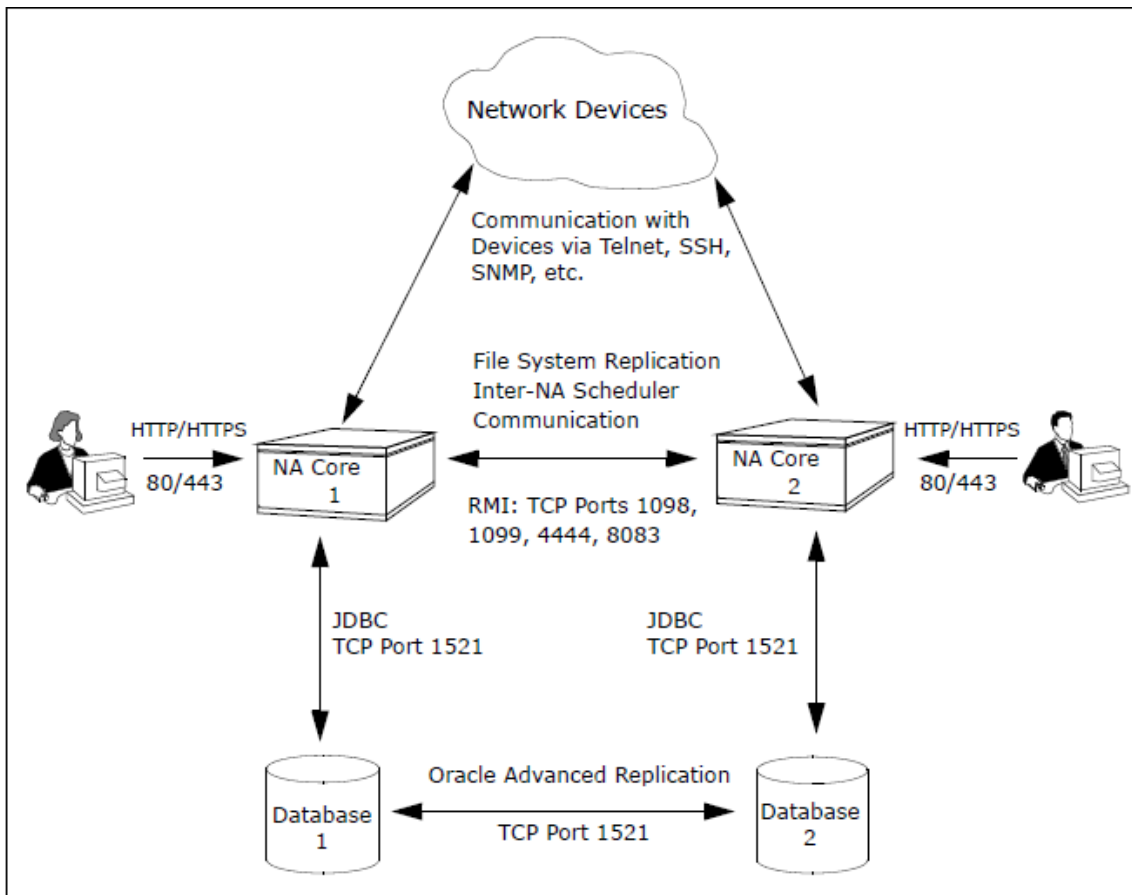 Network Devices
Communication with
Devices via Telnet, SSH,
SNMP, etc.
File System Replication
Inter-NA Scheduler
Communication
HTTP/HTTPS
80/443
NA Core
1
RMI: TCP Ports 1098,
1099, 4444, 8083
NA Core
2
HTTP/HTTPS
80/443
JDBC
TCP Port 1521
JDBC
TCP Port 1521
Database
1
Oracle Advanced Replication
TCP Port 1521
Database
2